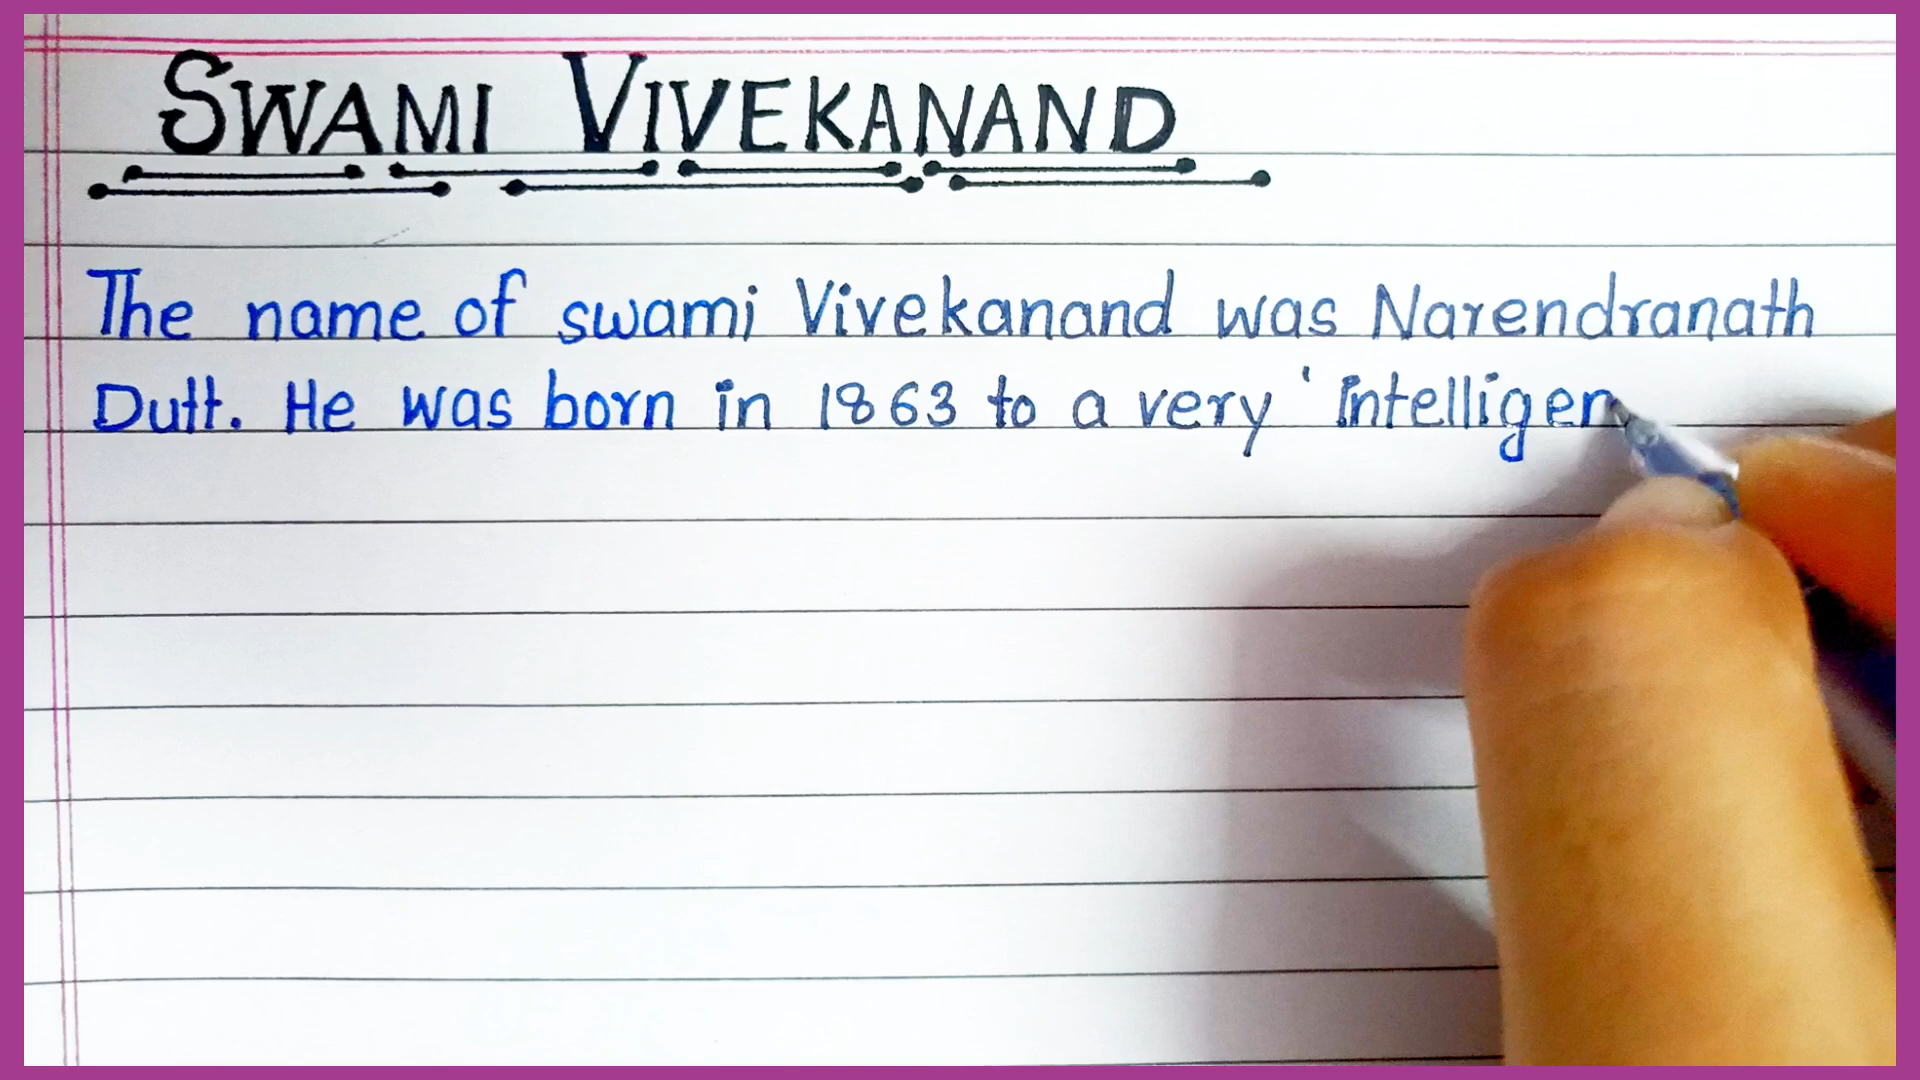 SWAMI VIVEKANAND
The name of swami Vivekanand was Narendranath
Dutt. He was born in 1863 to a very ' intelligen